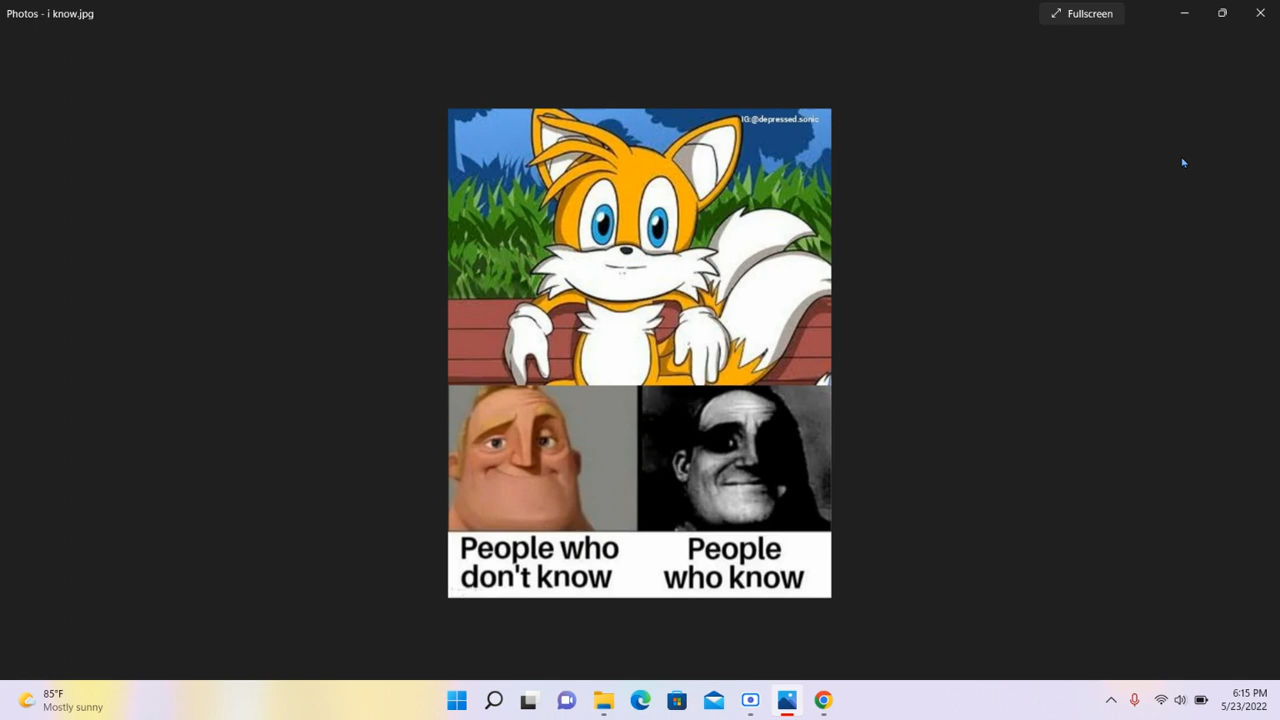 Photos - i know.jpg
Fullscreen
IG:@depressed.sonic
People who
don't know
People
who know
85°F
Mostly sunny
6:15 PM
5/23/2022